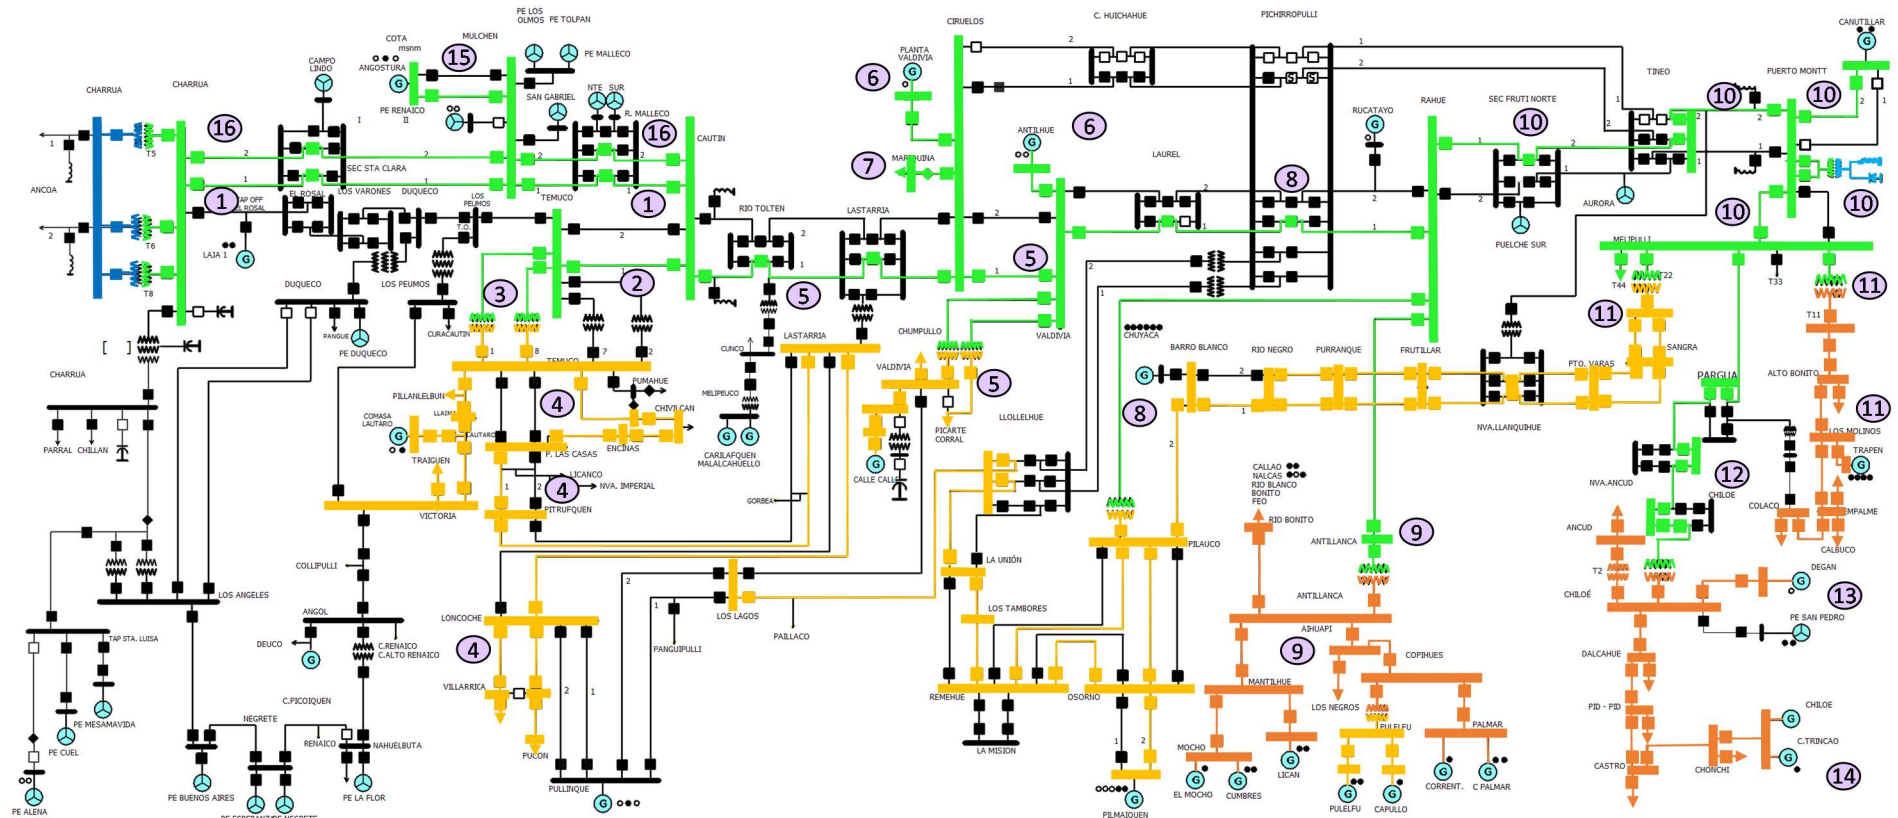 PE LOS
OLMOS
PE TOLPAN
COTA
msnm
ANGOSTURA
MULCHEN
15
PE MALLECO
CAMPO
LINDO
CHARRUA
CHARRUA
16
PE RENAICO
II
SAN GABRIEL
NTE
SUR
R. MALLECO
16
CAUTIN
T5
ANCOA
1
2
T6
T8
SEC STA CLARA
EL ROSAL
LOS VARONES
DUQUECO
LOS
PEUMOS
T.O.
TEMUCO
1
1
LAJA 1
LOS PEUMOS
DUQUECO
PANGUE
PE DUQUECO
CURACAUTIN
3
2
TEMUCO
RIO TOLTEN
LASTARRIA
5
CUNCO
MELIPEUCO
CARILAFQUEN
MALALCAHUELLO
LASTARRIA
CIRUELOS
C. HUICHAHUE
PICHIRROPULLI
PLANTA
VALDIVIA
6
ANTILHUE
6
7
LAUREL
8
5
VALDIVIA
CHUMPULLO
VALDIVIA
5
PICARTE
CORRAL
CALLE CALLE
RUCATAYO
RAHUE
SEC FRUTI NORTE
10
TINEO
PUERTO MONTT
CANUTILLAR
10
10
10
10
AURORA
PUELCHE SUR
MELIPULLI
T44
T22
T33
11
11
T11
SANGRA
ALTO BONITO
11
LOS MOLINOS
TRAPEN
COLACO
EMPALME
CALBUCO
CHUYACA
BARRO BLANCO
RIO NEGRO
PURRANQUE
FRUTILLAR
PTO. VARAS
NVA.LLANQUIHUE
8
PARGUA
12
NVA.ANCUD
CHILOE
ANCUD
T2
CHILOÉ
DEGAN
13
PE SAN PEDRO
DALCAHUE
PID - PID
CASTRO
CHONCHI
CHILOE
C.TRINCAO
14
CHARRUA
PARRAL
CHILLAN
LOS ANGELES
TAP STA. LUISA
PE MESAMAVIDA
PE CUEL
PE ALENA
PE BUENOS AIRES
NEGRETE
C.PICOIQUEN
RENAICO
NAHUELBUTA
PE LA FLOR
PILLANLELBUN
COMASA
LAUTARO
LLAIMA
LAUTARO
TRAIGUEN
VICTORIA
COLLIPULLI
ANGOL
DEUCO
C.RENAICO
C.ALTO RENAICO
4
PUMAHUE
CHIVILCAN
ENCINAS
P. LAS CASAS
LICANCO
NVA. IMPERIAL
4
PITRUFQUEN
GORBEA
LONCOCHE
4
VILLARRICA
PUCON
PULLINQUE
PANGUIPULLI
LOS LAGOS
PAILLACO
LLOLLELHUE
LA UNIÓN
LOS TAMBORES
REMEHUE
OSORNO
LA MISION
PILAUCO
PILMAIQUEN
CALLAO
NALCAS
RIO BLANCO
BONITO
FEO
RIO BONITO
ANTILLANCA
9
ANTILLANCA
AIHUAPI
9
COPIHUES
MANTILHUE
LOS NEGROS
PULELFU
PALMAR
MOCHO
EL MOCHO
CUMBRES
LICAN
PULELFU
CAPULLO
CORRENT.
C PALMAR